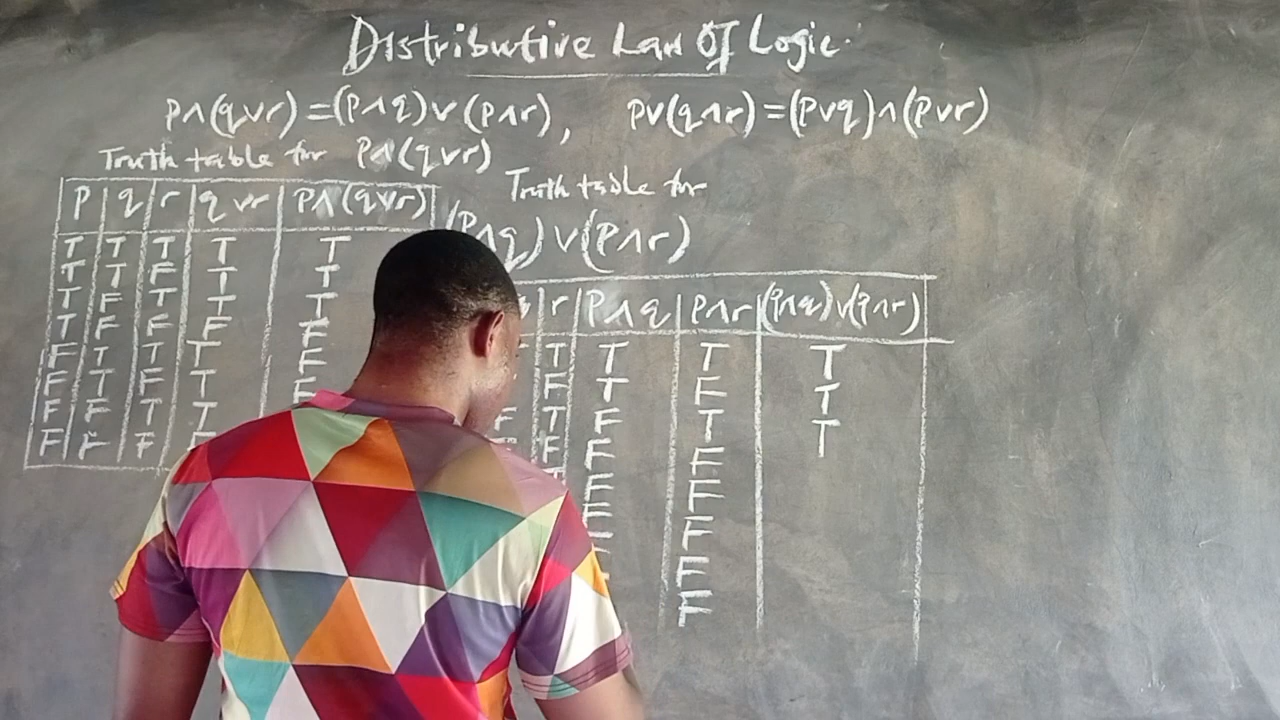 Distributive Law Of Logic.
p∧(q∨r)=(p∧q)∨(p∧r), p∨(q∧r)=(p∨q)∧(p∨r)
Truth table for p∧(q∨r)
p q r q∨r p∧(q∨r)
T T T T T
T T F T T
T F T T T
T F F F F
F T T T F
F T F T F
F F T T
F F F F
Truth table for
(p∧q)∨(p∧r)
r p∧q p∧r (p∧q)∨(p∧r)
T T T T
F T F T
T F T T
F F F
F F
F F
F
F